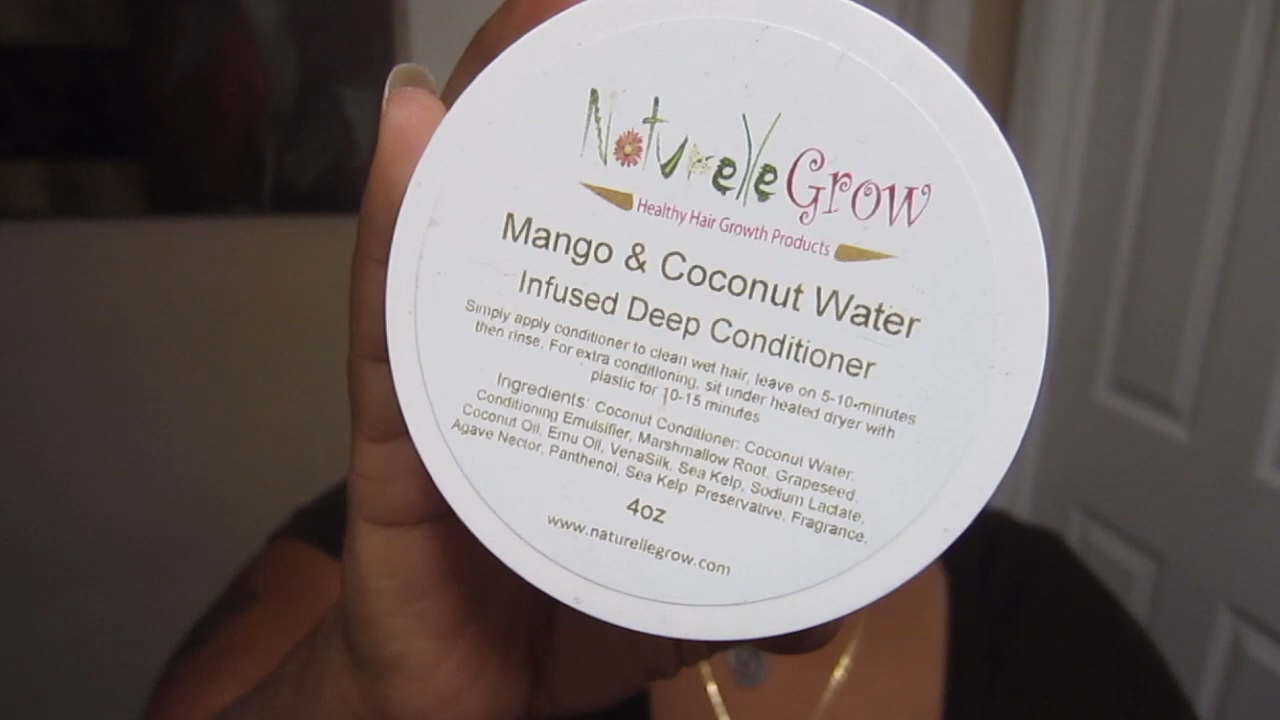 NaturelleGrow
Healthy Hair Growth Products
Mango & Coconut Water
Infused Deep Conditioner
Simply apply conditioner to clean wet hair, leave on 5-10-minutes
then rinse. For extra conditioning, sit under heated dryer with
plastic for 10-15 minutes
Ingredients: Coconut Conditioner: Coconut Water,
Conditioning Emulsifier, Marshmallow Root, Grapeseed,
Coconut Oil, Emu Oil, VenaSilk, Sea Kelp, Sodium Lactate,
Agave Nector, Panthenol, Sea Kelp Preservative, Fragrance,
4oz
www.naturellegrow.com